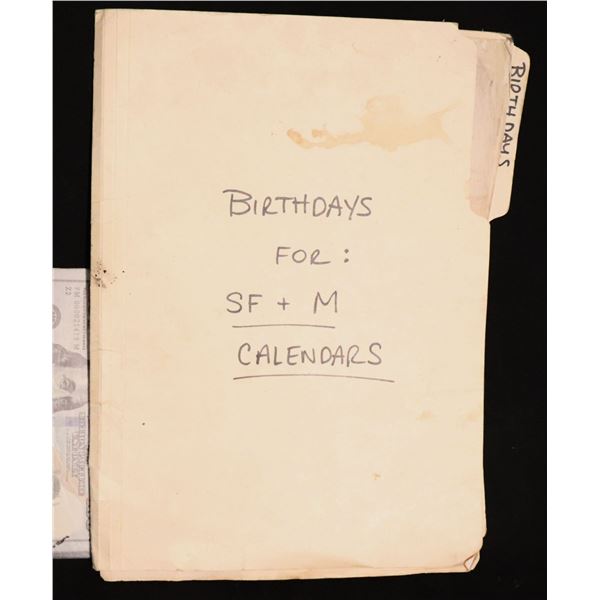 BIRTHDAYS
FOR:
SF + M
CALENDARS
BIRTHDAYS